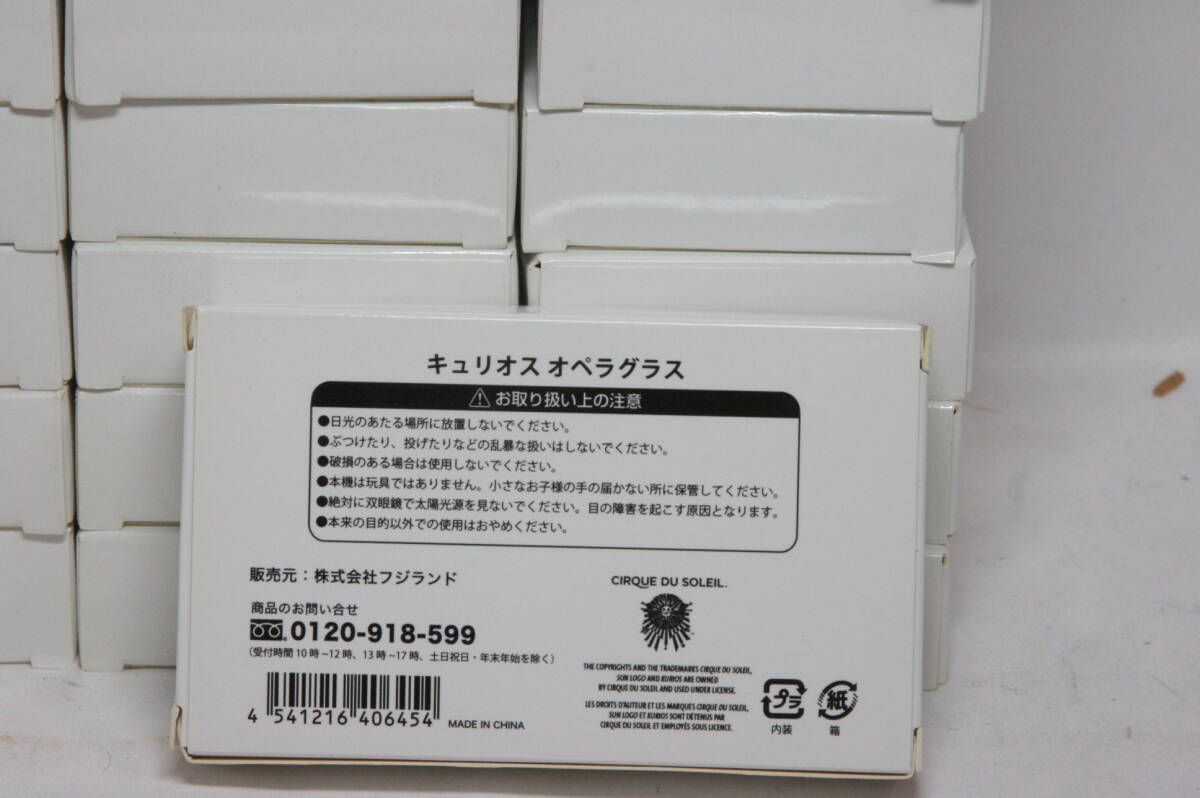 キュリオス オペラグラス
お取り扱い上の注意
●日光のあたる場所に放置しないでください。
●ぶつけたり、投げたりなどの乱暴な扱いはしないでください。
●破損のある場合は使用しないでください。
●本機は玩具ではありません。小さなお子様の手の届かない所に保管してください。
●絶対に双眼鏡で太陽光源を見ないでください。目の障害を起こす原因となります。
●本来の目的以外での使用はおやめください。
販売元：株式会社フジランド
商品のお問い合せ
0120-918-599
（受付時間 10 時～12 時、13 時～17 時、土日祝日・年末年始を除く）
4 541216 406454
MADE IN CHINA
CIRQUE DU SOLEIL™
THE COPYRIGHTS AND THE TRADEMARKS CIRQUE DU SOLEIL,
SUN LOGO AND KURIOS ARE OWNED
BY CIRQUE DU SOLEIL AND USED UNDER LICENSE.
LES DROITS D'AUTEUR ET LES MARQUES CIRQUE DU SOLEIL,
SUN LOGO ET KURIOS SONT DÉTENUS PAR
CIRQUE DU SOLEIL ET EMPLOYÉS SOUS LICENCE.
プラ
内装
紙
箱